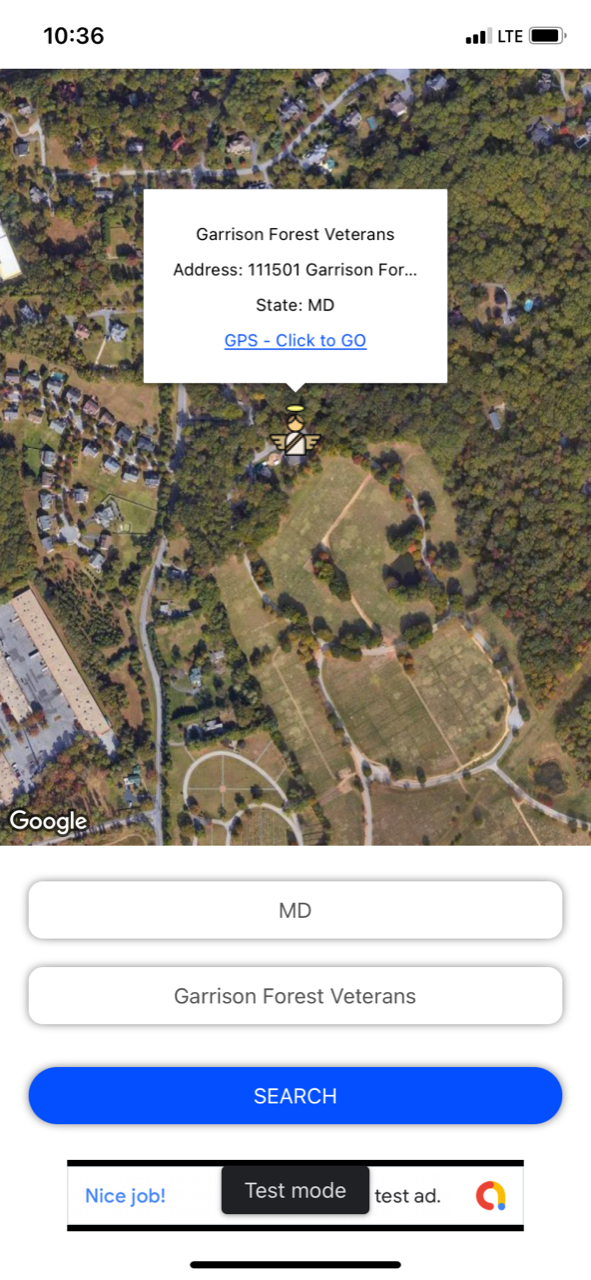 10:36
LTE
Garrison Forest Veterans
Address: 111501 Garrison For...
State: MD
GPS - Click to GO
Google
MD
Garrison Forest Veterans
SEARCH
Nice job!
Test mode
test ad.